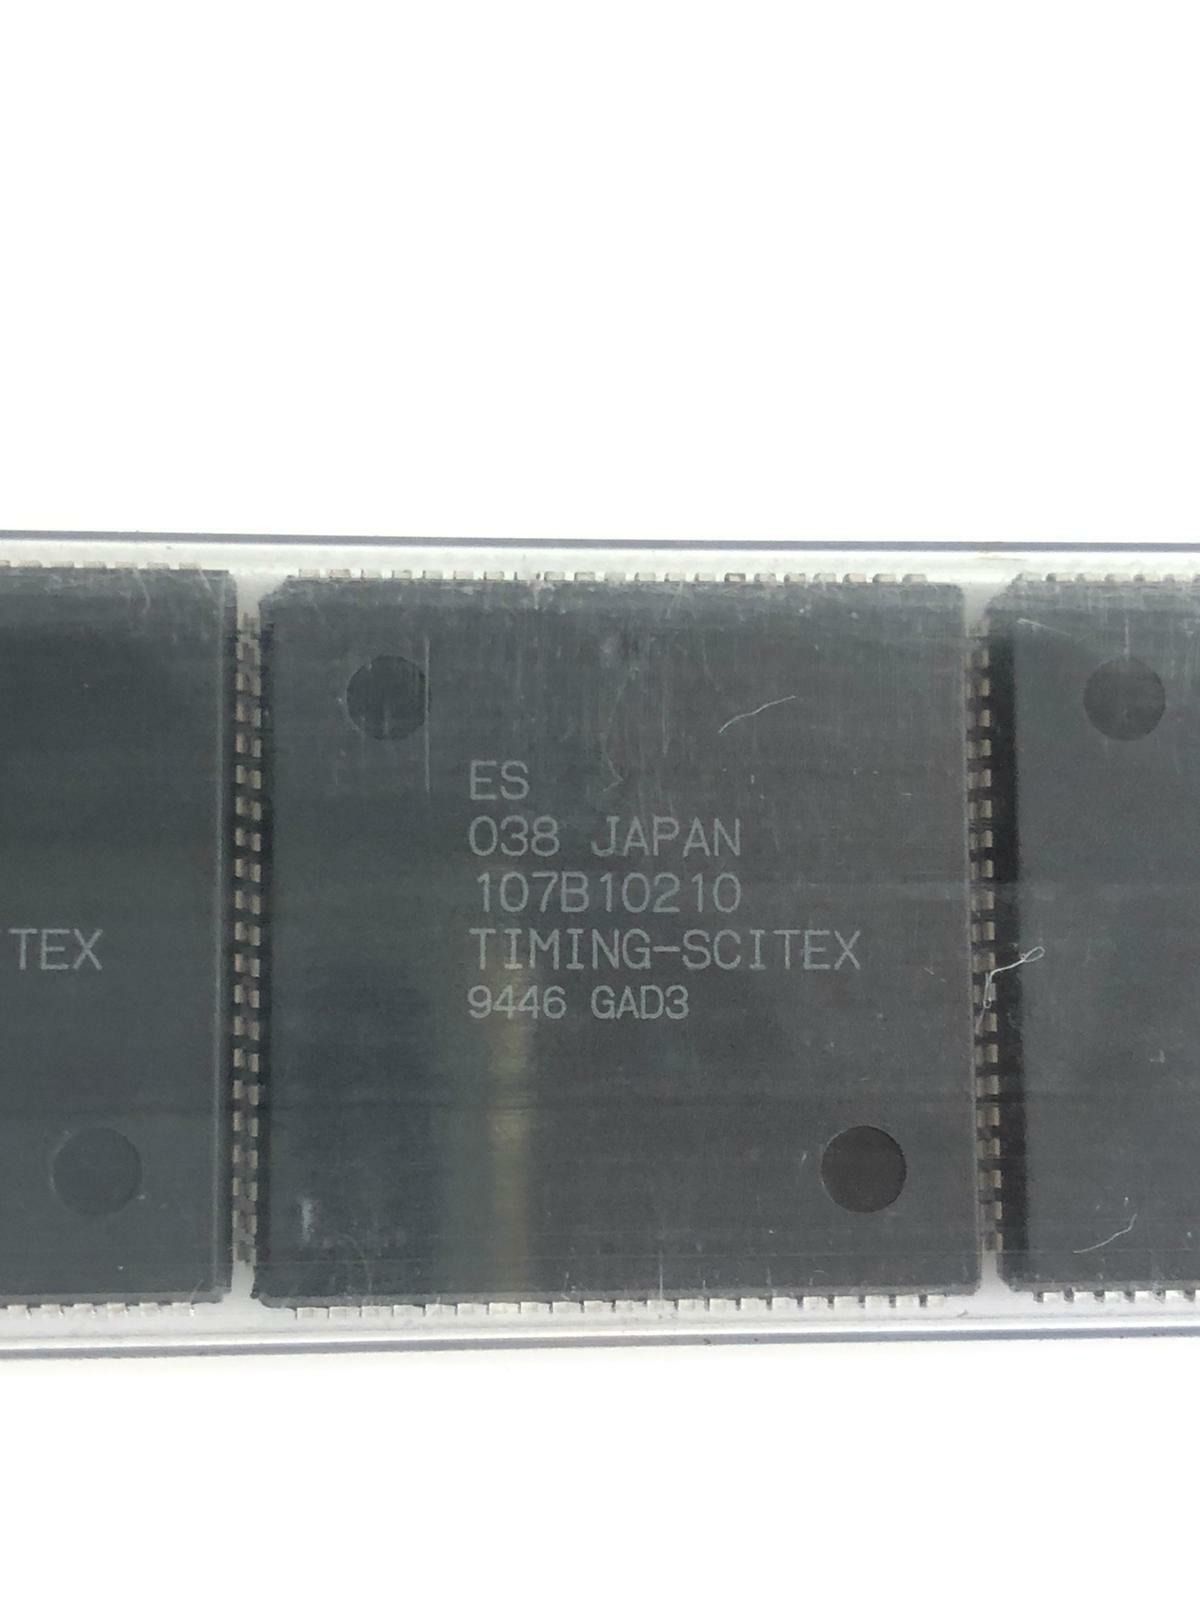 ES
038 JAPAN
107B10210
TIMING-SCITEX
9446 GAD3
TEX